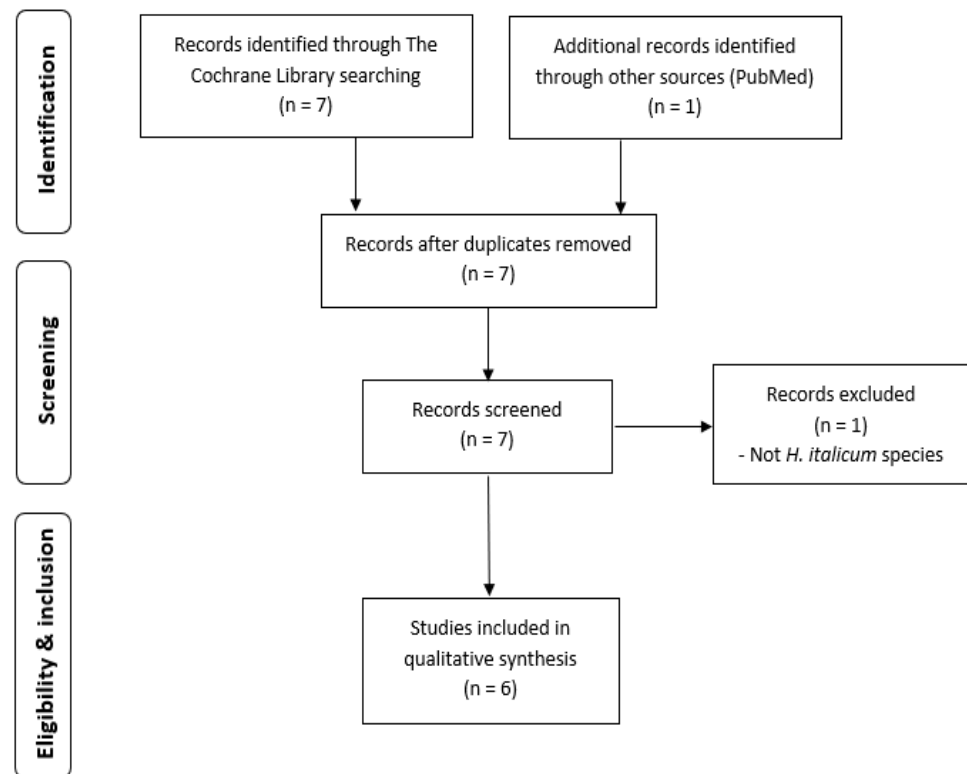 Identification
Records identified through The
Cochrane Library searching
(n = 7)
Additional records identified
through other sources (PubMed)
(n = 1)
Records after duplicates removed
(n = 7)
Screening
Records screened
(n = 7)
Records excluded
(n = 1)
- Not H. italicum species
Eligibility & inclusion
Studies included in
qualitative synthesis
(n = 6)